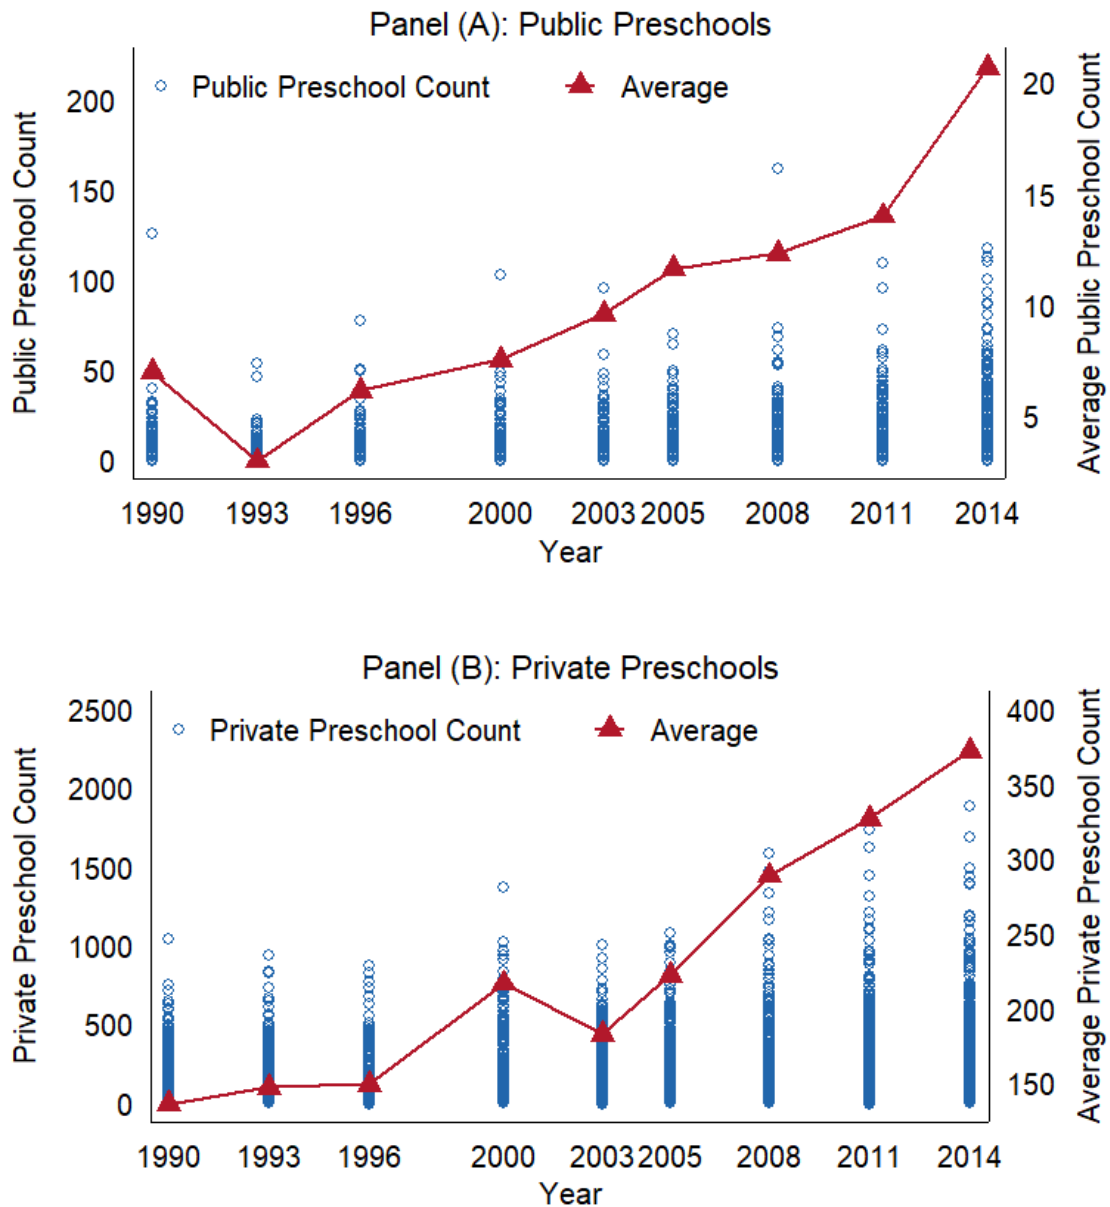 Panel (A): Public Preschools
Public Preschool Count
Average
Public Preschool Count
200
150
100
50
0
20
15
10
5
Average Public Preschool Count
1990 1993 1996 2000 2003 2005 2008 2011 2014
Year
Panel (B): Private Preschools
Private Preschool Count
Average
Private Preschool Count
2500
2000
1500
1000
500
0
400
350
300
250
200
150
Average Private Preschool Count
1990 1993 1996 2000 2003 2005 2008 2011 2014
Year